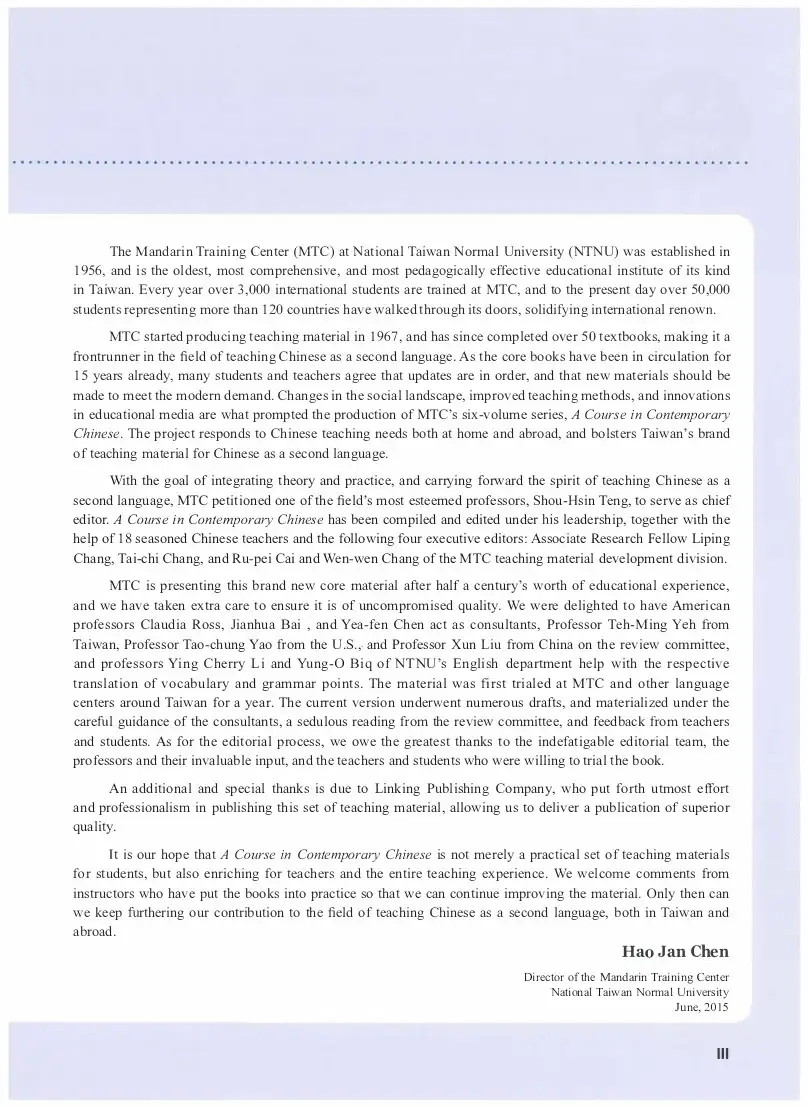 The Mandarin Training Center (MTC) at National Taiwan Normal University (NTNU) was established in
1956, and is the oldest, most comprehensive, and most pedagogically effective educational institute of its kind
in Taiwan. Every year over 3,000 international students are trained at MTC, and to the present day over 50,000
students representing more than 120 countries have walked through its doors, solidifying international renown.
MTC started producing teaching material in 1967, and has since completed over 50 textbooks, making it a
frontrunner in the field of teaching Chinese as a second language. As the core books have been in circulation for
15 years already, many students and teachers agree that updates are in order, and that new materials should be
made to meet the modern demand. Changes in the social landscape, improved teaching methods, and innovations
in educational media are what prompted the production of MTC's six-volume series, A Course in Contemporary
Chinese. The project responds to Chinese teaching needs both at home and abroad, and bolsters Taiwan's brand
of teaching material for Chinese as a second language.
With the goal of integrating theory and practice, and carrying forward the spirit of teaching Chinese as a
second language, MTC petitioned one of the field's most esteemed professors, Shou-Hsin Teng, to serve as chief
editor. A Course in Contemporary Chinese has been compiled and edited under his leadership, together with the
help of 18 seasoned Chinese teachers and the following four executive editors: Associate Research Fellow Liping
Chang, Tai-chi Chang, and Ru-pei Cai and Wen-wen Chang of the MTC teaching material development division.
MTC is presenting this brand new core material after half a century's worth of educational experience,
and we have taken extra care to ensure it is of uncompromised quality. We were delighted to have American
professors Claudia Ross, Jianhua Bai , and Yea-fen Chen act as consultants, Professor Teh-Ming Yeh from
Taiwan, Professor Tao-chung Yao from the U.S., and Professor Xun Liu from China on the review committee,
and professors Ying Cherry Li and Yung-O Biq of NTNU's English department help with the respective
translation of vocabulary and grammar points. The material was first trialed at MTC and other language
centers around Taiwan for a year. The current version underwent numerous drafts, and materialized under the
careful guidance of the consultants, a sedulous reading from the review committee, and feedback from teachers
and students. As for the editorial process, we owe the greatest thanks to the indefatigable editorial team, the
professors and their invaluable input, and the teachers and students who were willing to trial the book.
An additional and special thanks is due to Linking Publishing Company, who put forth utmost effort
and professionalism in publishing this set of teaching material, allowing us to deliver a publication of superior
quality.
It is our hope that A Course in Contemporary Chinese is not merely a practical set of teaching materials
for students, but also enriching for teachers and the entire teaching experience. We welcome comments from
instructors who have put the books into practice so that we can continue improving the material. Only then can
we keep furthering our contribution to the field of teaching Chinese as a second language, both in Taiwan and
abroad.
Hao Jan Chen
Director of the Mandarin Training Center
National Taiwan Normal University
June, 2015
III